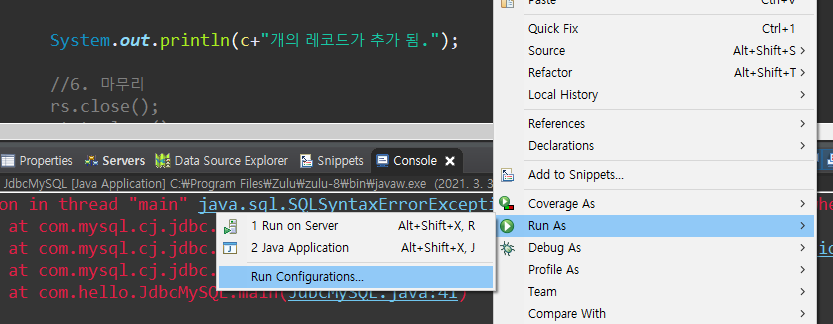 System.out.println(c+"개의 레코드가 추가 됨.");
//6. 마무리
rs.close();
Properties Servers Data Source Explorer Snippets Console
JdbcMySQL [Java Application] C:₩Program Files₩Zulu₩zulu-8₩bin₩javaw.exe (2021. 3. 3
on in thread "main" java.sql.SQLSyntaxErrorExcepti
at com.mysql.cj.jdbc.
at com.mysql.cj.jdbc.
at com.mysql.cj.jdbc.
at com.hello.JdbcMySQL.main(JdbcMySQL.java:41)
1 Run on Server Alt+Shift+X, R
2 Java Application Alt+Shift+X, J
Run Configurations...
Paste Ctrl+V
Quick Fix Ctrl+1
Source Alt+Shift+S >
Refactor Alt+Shift+T >
Local History >
References >
Declarations >
Add to Snippets...
Coverage As >
Run As >
Debug As >
Profile As >
Team >
Compare With >